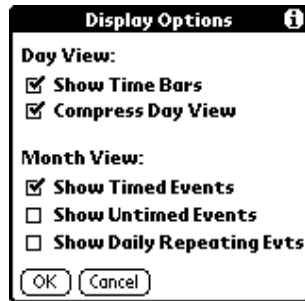 Display Options
Day View:
Show Time Bars
Compress Day View
Month View:
Show Timed Events
Show Untimed Events
Show Daily Repeating Evts
OK Cancel